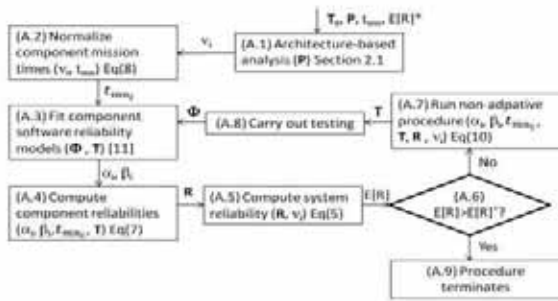 T₀, P, tₘᵢₛₛ, E[R]*
(A.2) Normalize
component mission
times (vᵢ, tₘᵢₛₛ) Eq(8)
vᵢ
(A.1) Architecture-based
analysis (P) Section 2.1
(A.3) Fit component
software reliability
models (Φ, T) [11]
Φ
(A.8) Carry out testing
T
(A.7) Run non-adpative
procedure (αᵢ, βᵢ,
T, R, vᵢ) Eq(10)
αᵢ, βᵢ
No
(A.4) Compute
component reliabilities
(αᵢ, βᵢ, T) Eq(7)
R
(A.5) Compute system
reliability (R, vᵢ) Eq(5)
E[R]
(A.6)
E[R]>E[R]*?
Yes
(A.9) Procedure
terminates